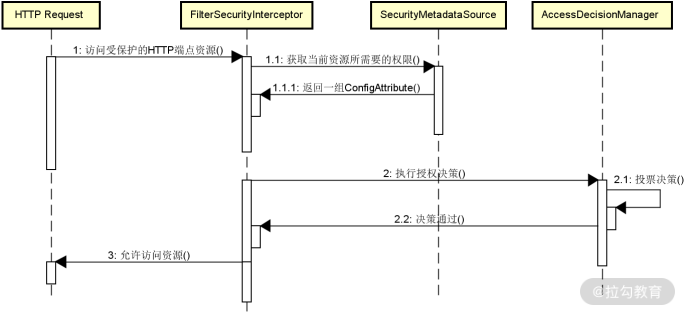 HTTP Request
FilterSecurityInterceptor
SecurityMetadataSource
AccessDecisionManager
1: 访问受保护的HTTP端点资源()
1.1: 获取当前资源所需要的权限()
1.1.1: 返回一组ConfigAttribute()
2: 执行授权决策()
2.1: 投票决策()
2.2: 决策通过()
3: 允许访问资源()
@拉勾教育